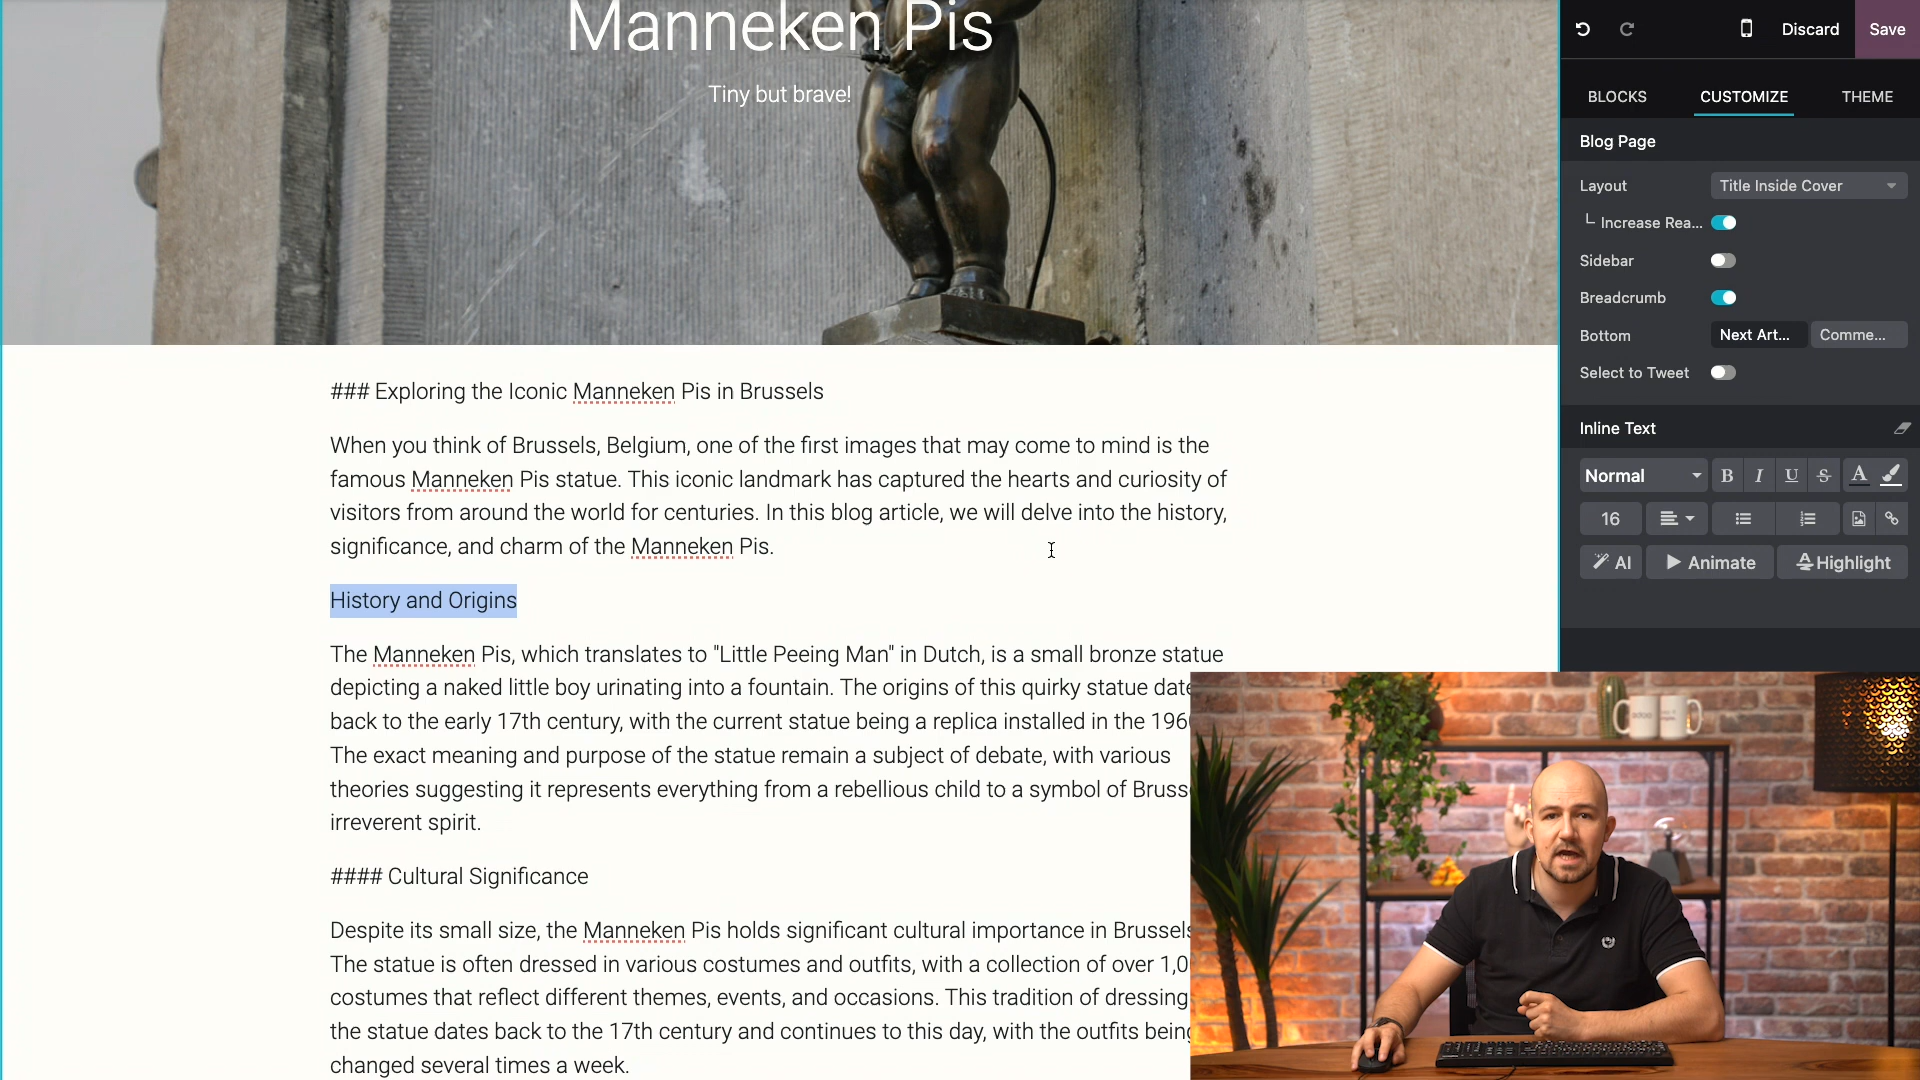 Manneken Pis
Tiny but brave!
Discard
Save
BLOCKS
CUSTOMIZE
THEME
Blog Page
Layout
Title Inside Cover
Increase Rea...
Sidebar
Breadcrumb
Bottom
Next Art...
Comme...
Select to Tweet
Inline Text
Normal
B I U S A
16
AI
Animate
Highlight
### Exploring the Iconic Manneken Pis in Brussels
When you think of Brussels, Belgium, one of the first images that may come to mind is the
famous Manneken Pis statue. This iconic landmark has captured the hearts and curiosity of
visitors from around the world for centuries. In this blog article, we will delve into the history,
significance, and charm of the Manneken Pis.
History and Origins
The Manneken Pis, which translates to "Little Peeing Man" in Dutch, is a small bronze statue
depicting a naked little boy urinating into a fountain. The origins of this quirky statue date
back to the early 17th century, with the current statue being a replica installed in the 196
The exact meaning and purpose of the statue remain a subject of debate, with various
theories suggesting it represents everything from a rebellious child to a symbol of Bruss
irreverent spirit.
#### Cultural Significance
Despite its small size, the Manneken Pis holds significant cultural importance in Brussels
The statue is often dressed in various costumes and outfits, with a collection of over 1,0
costumes that reflect different themes, events, and occasions. This tradition of dressing
the statue dates back to the 17th century and continues to this day, with the outfits being
changed several times a week.